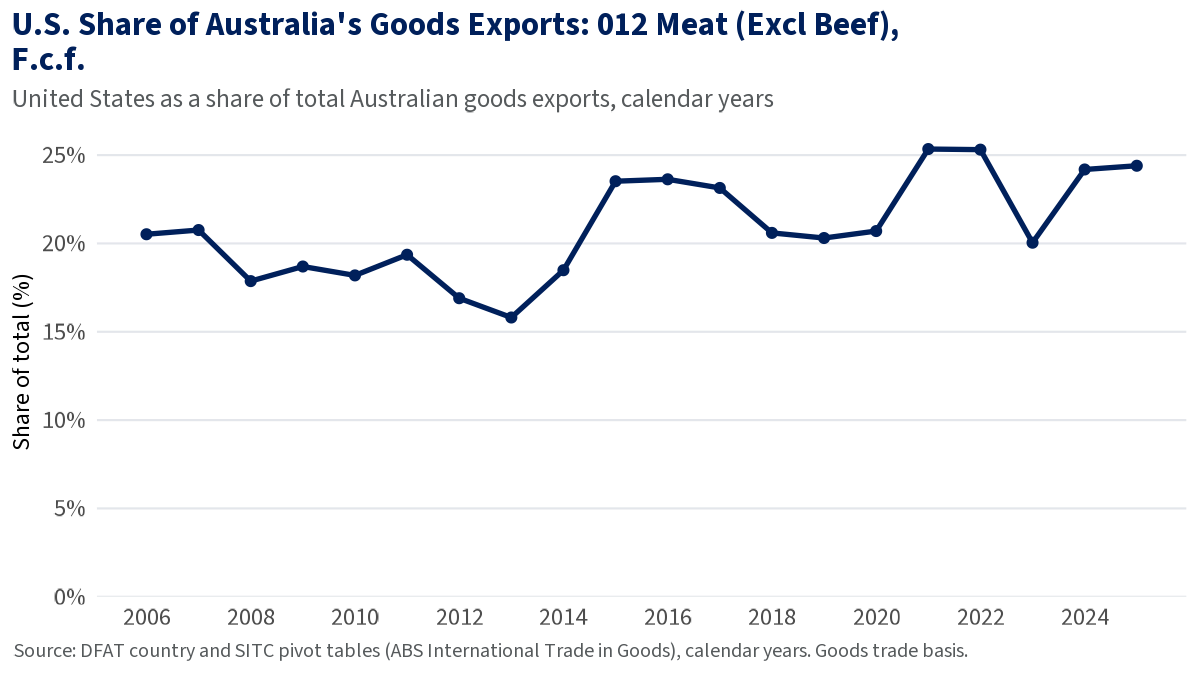 U.S. Share of Australia's Goods Exports: 012 Meat (Excl Beef),
F.c.f.
United States as a share of total Australian goods exports, calendar years
Share of total (%)
25%
20%
15%
10%
5%
0%
2006 2008 2010 2012 2014 2016 2018 2020 2022 2024
Source: DFAT country and SITC pivot tables (ABS International Trade in Goods), calendar years. Goods trade basis.